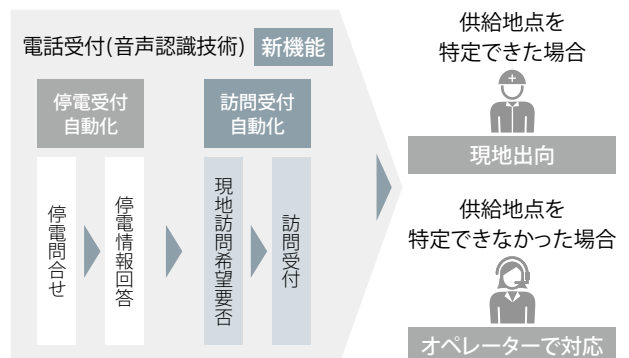 電話受付(音声認識技術) 新機能
停電受付
自動化
停電問合せ
停電情報回答
訪問受付
自動化
現地訪問希望要否
訪問受付
供給地点を
特定できた場合
現地出向
供給地点を
特定できなかった場合
オペレーターで対応